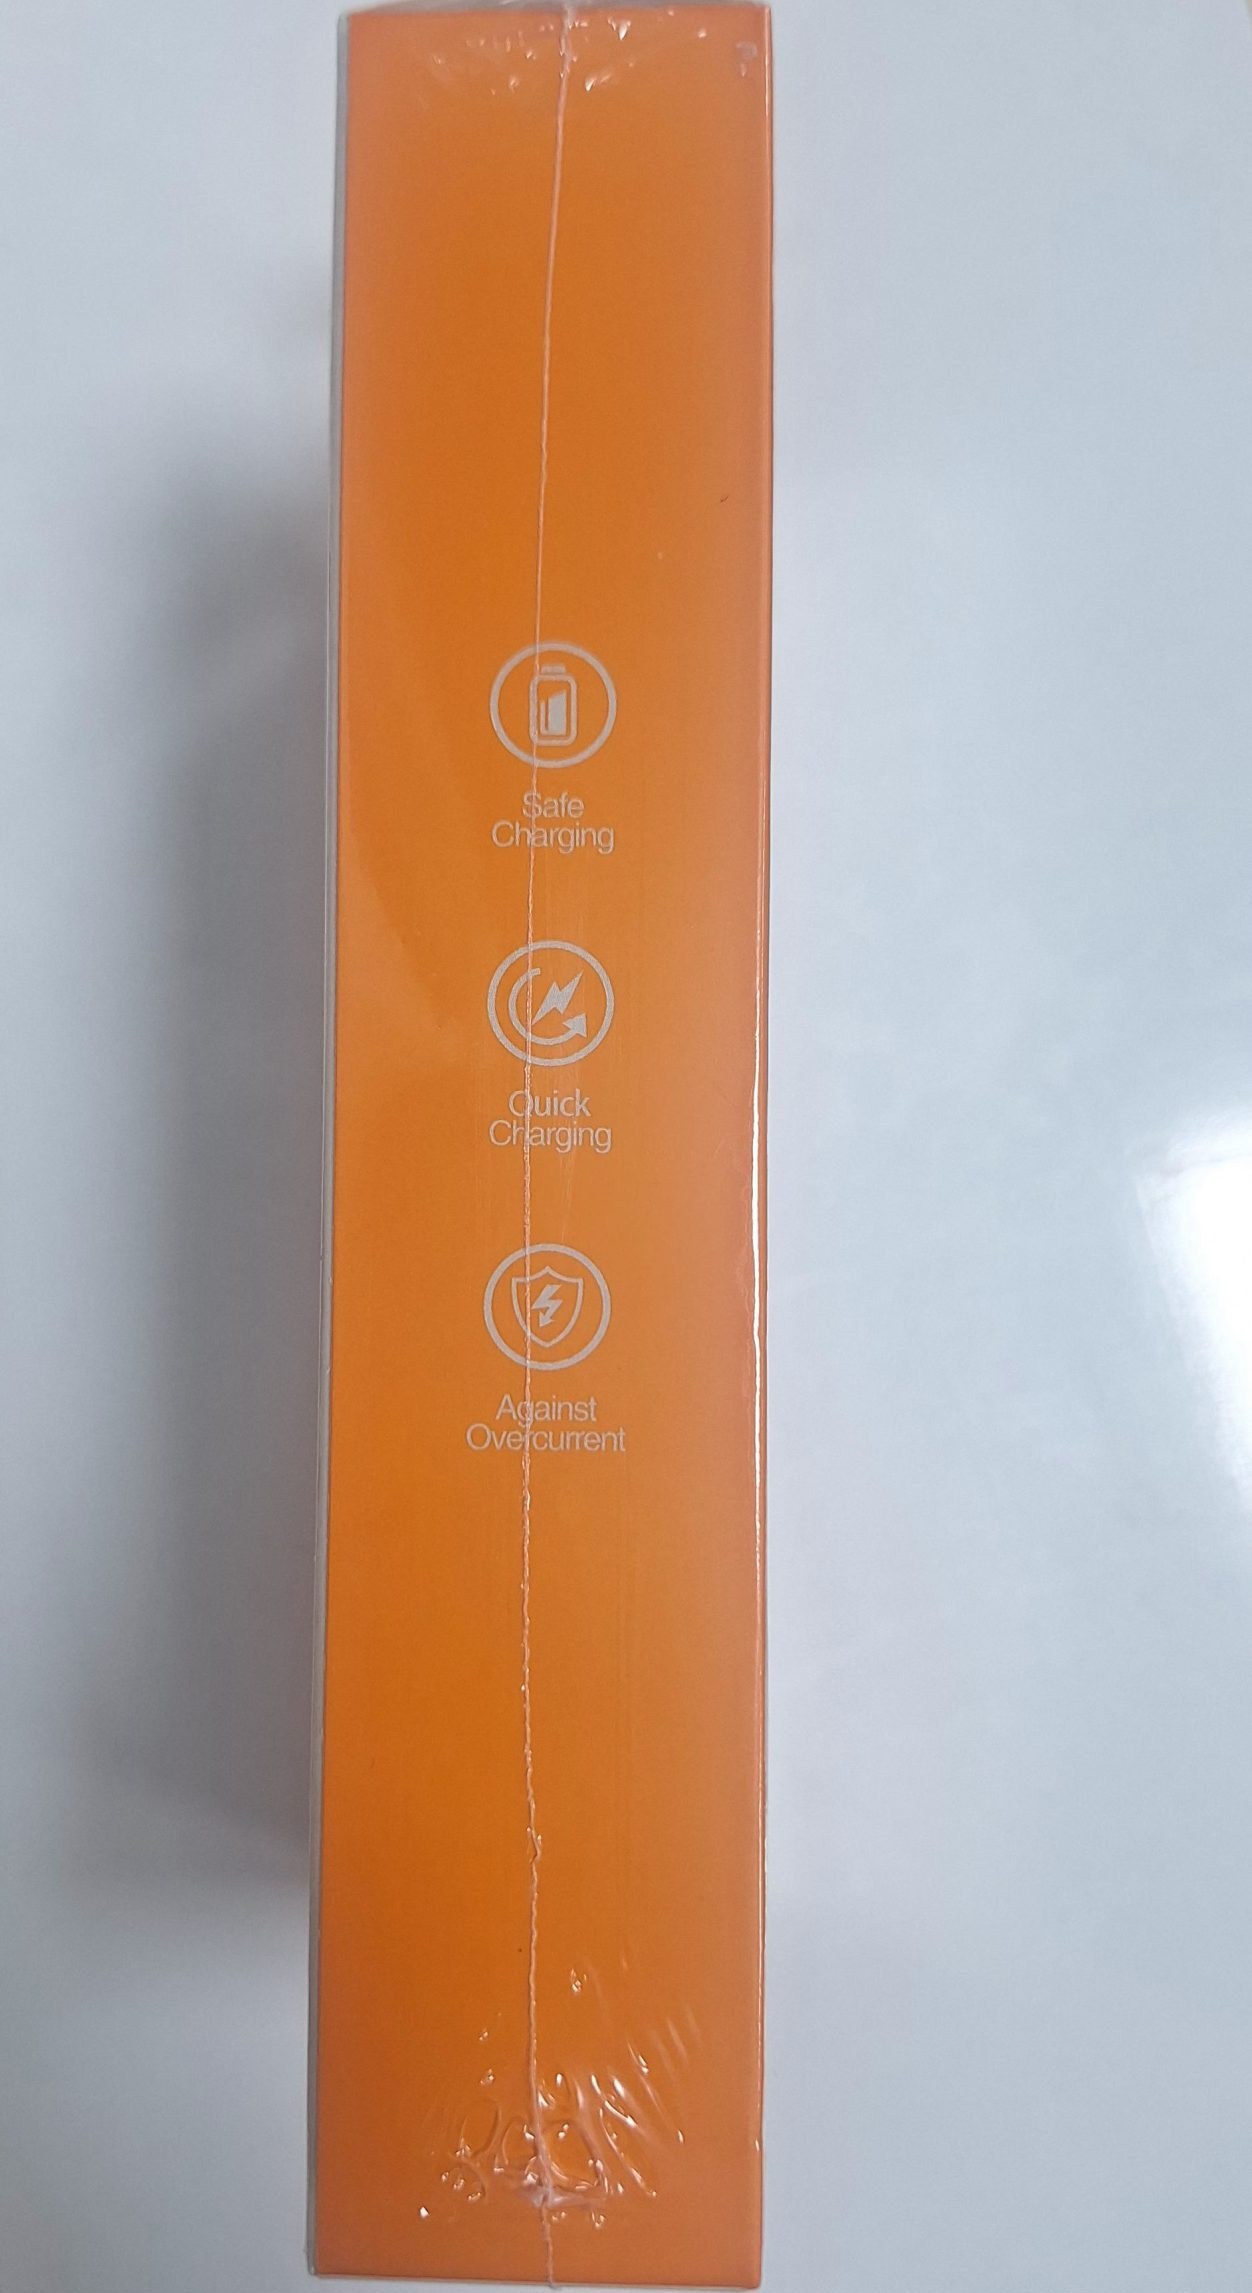 Safe
Charging
Quick
Charging
Against
Overcurrent